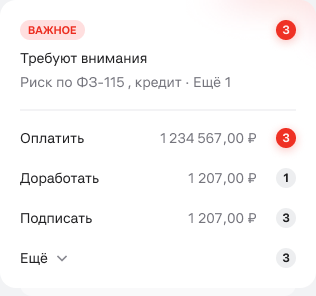 ВАЖНОЕ 3
Требуют внимания
Риск по ФЗ-115 , кредит · Ещё 1
Оплатить 1 234 567,00 ₽ 3
Доработать 1 207,00 ₽ 1
Подписать 1 207,00 ₽ 3
Ещё 3